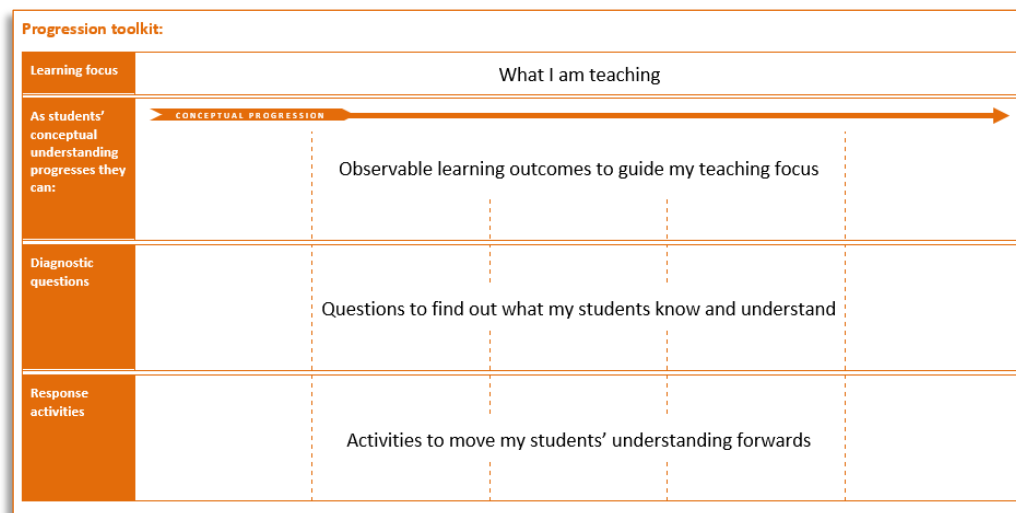 Progression toolkit:
Learning focus
What I am teaching
As students’
conceptual
understanding
progresses they
can:
CONCEPTUAL PROGRESSION
Observable learning outcomes to guide my teaching focus
Diagnostic
questions
Questions to find out what my students know and understand
Response
activities
Activities to move my students’ understanding forwards